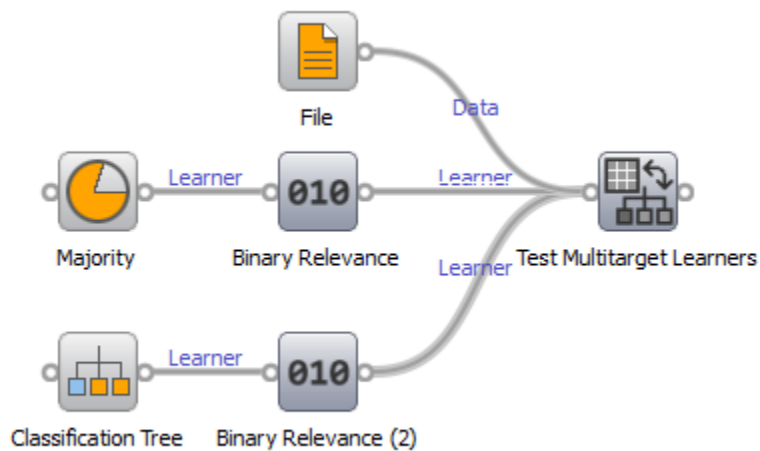 File
Data
Learner
010
Learner
Majority
Binary Relevance
Test Multitarget Learners
Learner
Learner
010
Classification Tree
Binary Relevance (2)